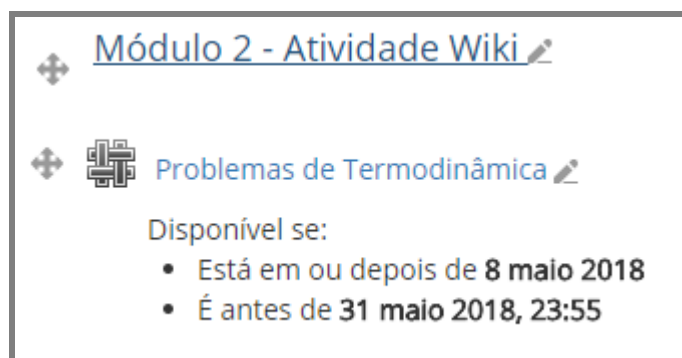 Módulo 2 - Atividade Wiki
Problemas de Termodinâmica
Disponível se:
• Está em ou depois de 8 maio 2018
• É antes de 31 maio 2018, 23:55